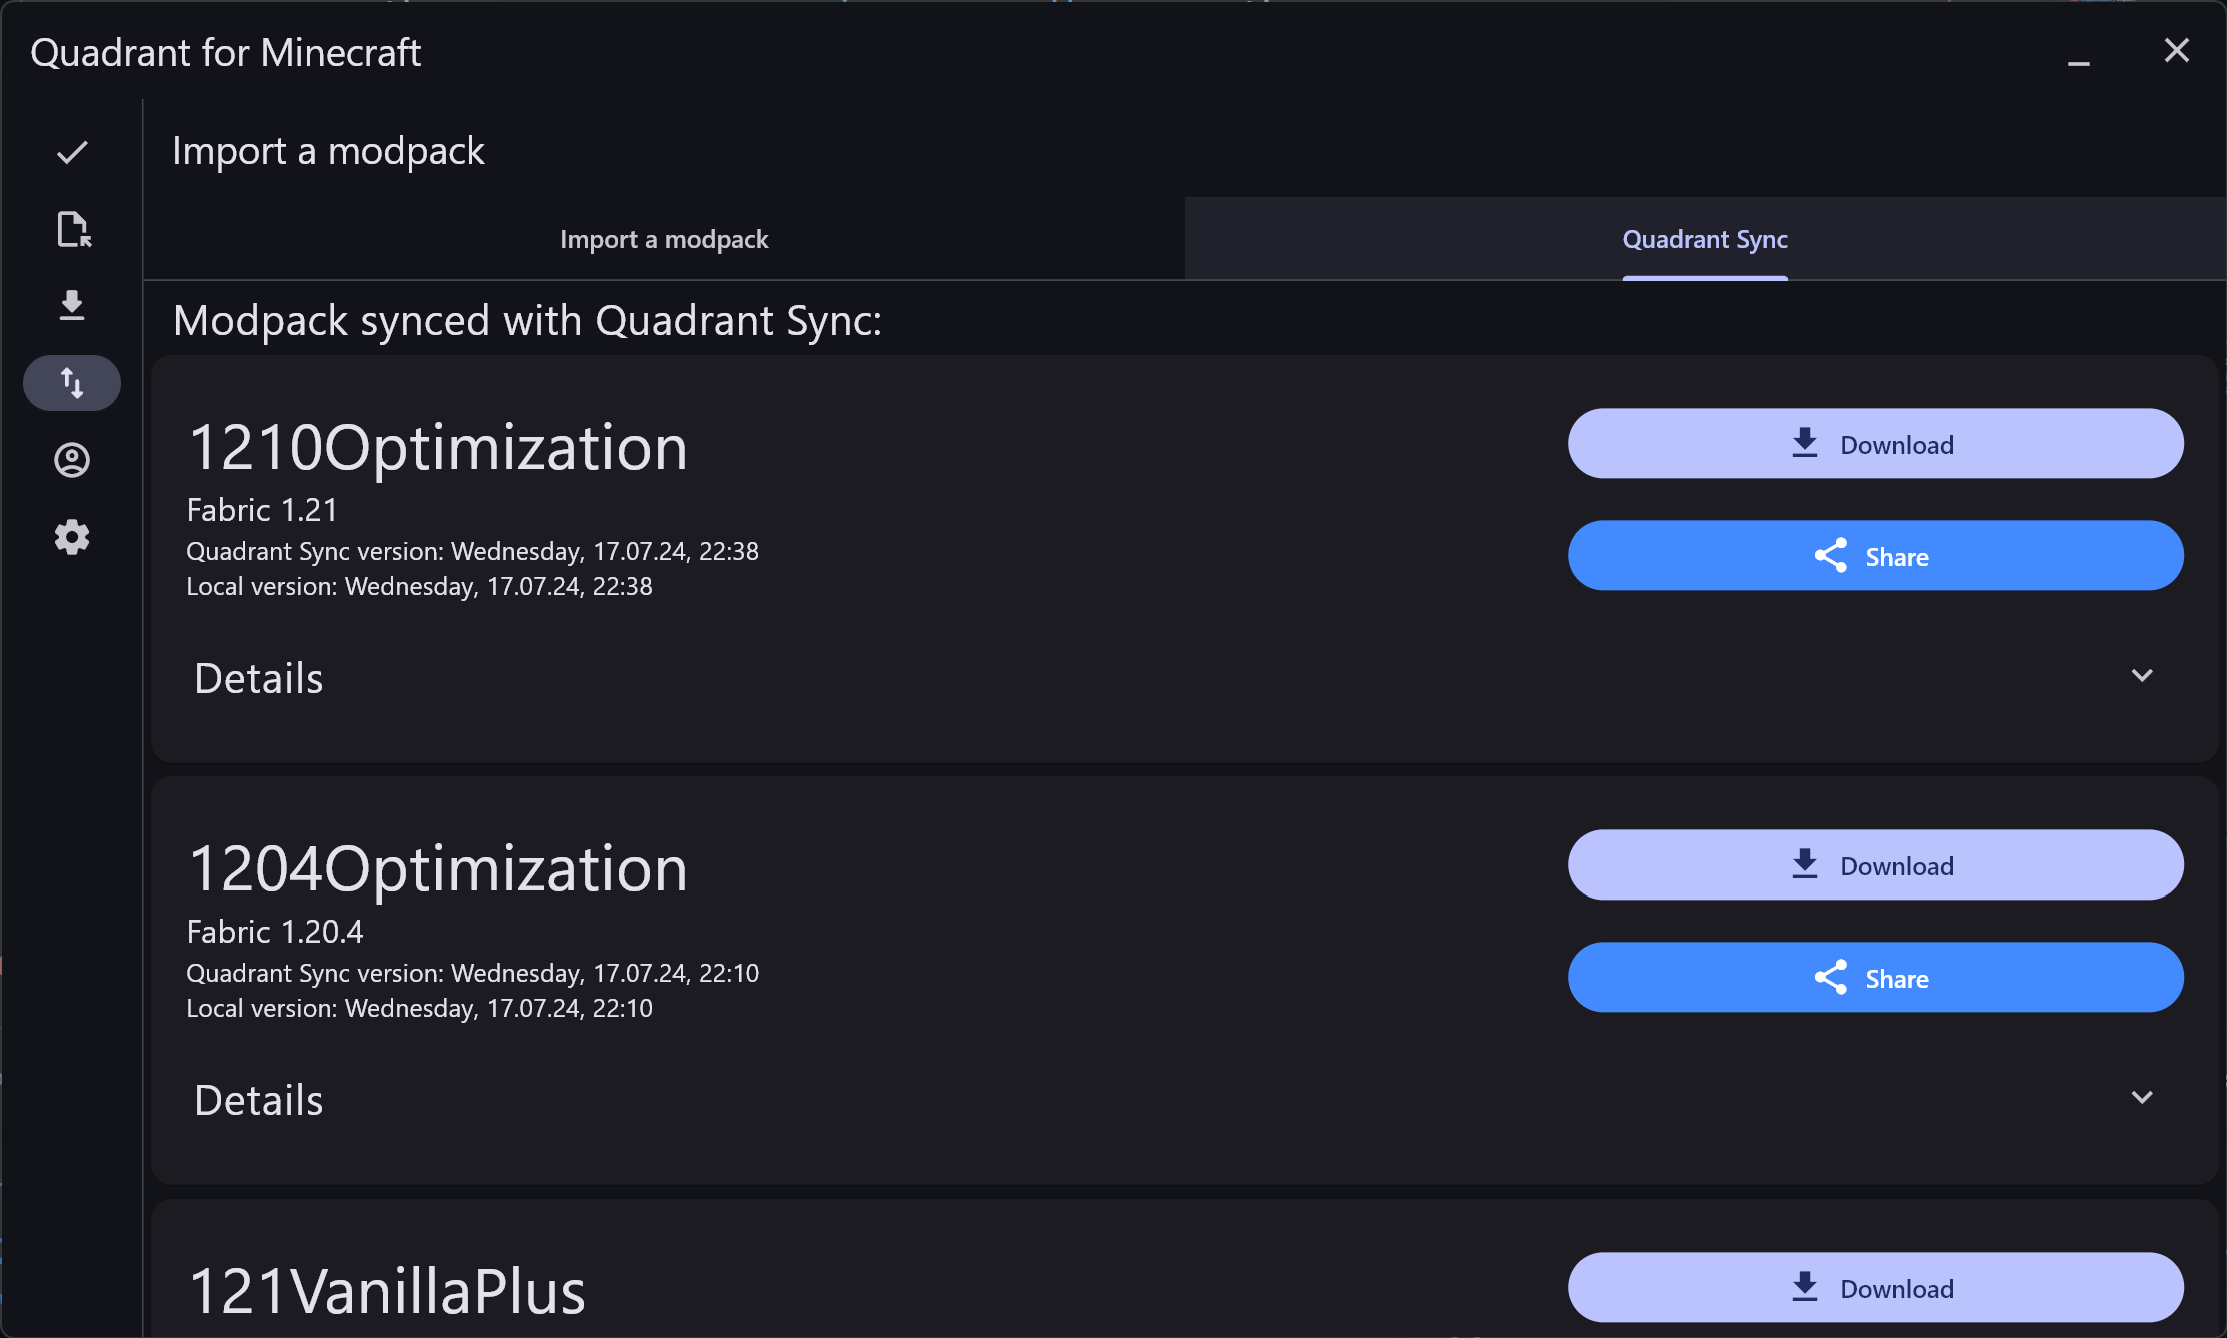 Quadrant for Minecraft
Import a modpack
Import a modpack
Quadrant Sync
Modpack synced with Quadrant Sync:
1210Optimization
Fabric 1.21
Quadrant Sync version: Wednesday, 17.07.24, 22:38
Local version: Wednesday, 17.07.24, 22:38
Download
Share
Details
1204Optimization
Fabric 1.20.4
Quadrant Sync version: Wednesday, 17.07.24, 22:10
Local version: Wednesday, 17.07.24, 22:10
Download
Share
Details
121VanillaPlus
Download